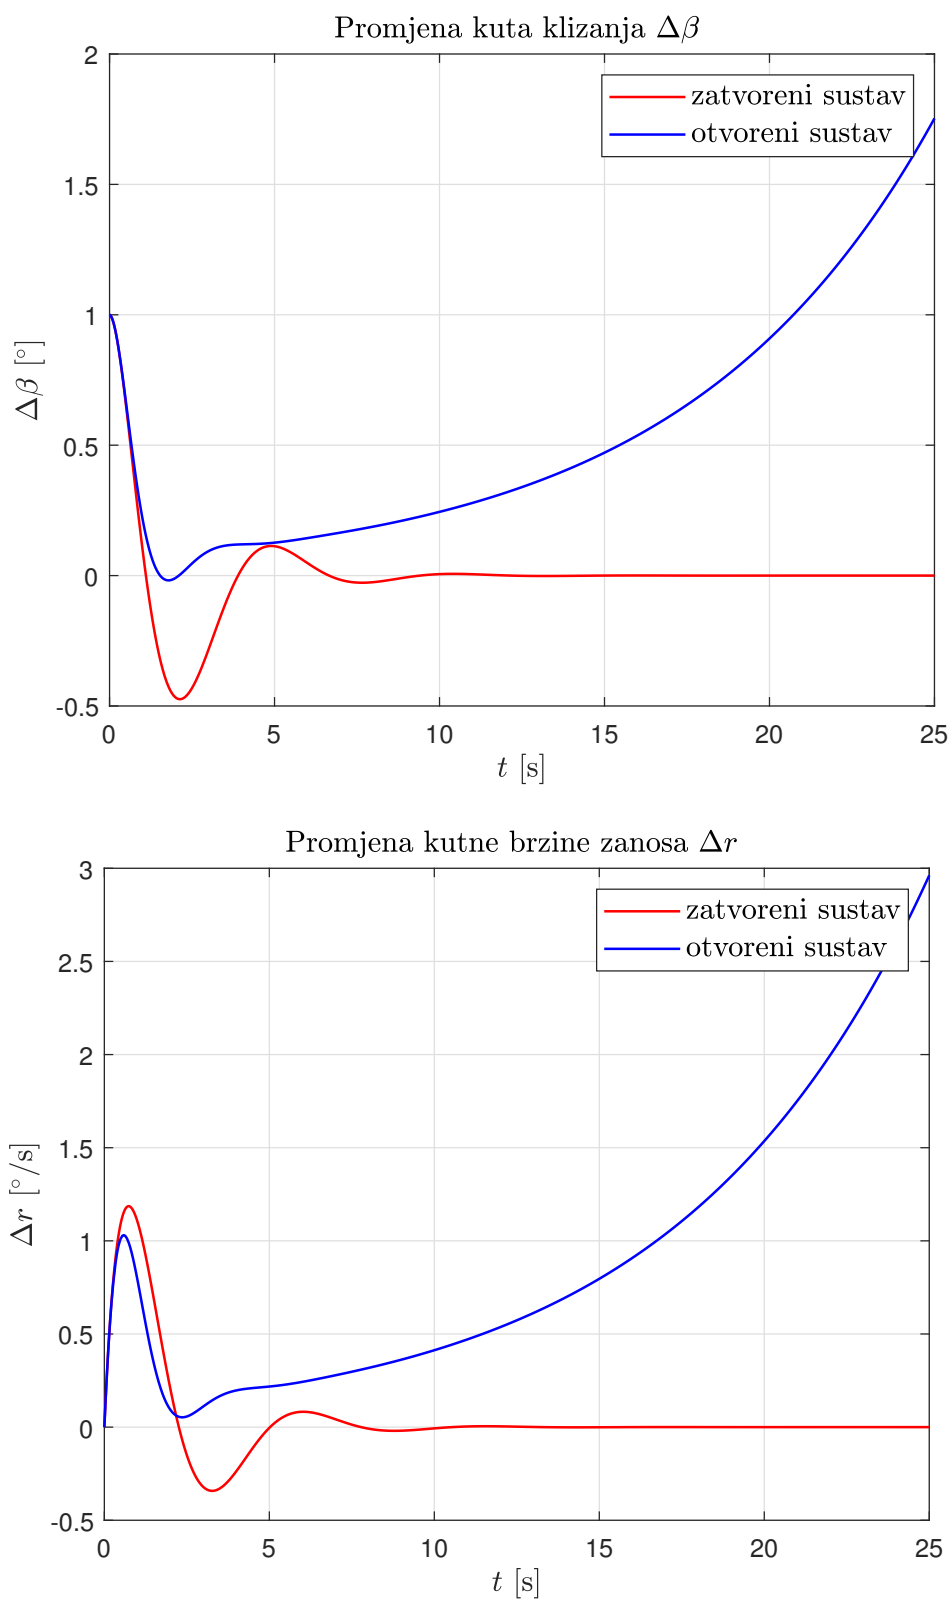 Promjena kuta klizanja Δβ
2
1.5
1
0.5
0
-0.5
Δβ [°]
zatvoreni sustav
otvoreni sustav
0 5 10 15 20 25
t [s]
Promjena kutne brzine zanosa Δr
3
2.5
2
1.5
1
0.5
0
-0.5
Δr [°/s]
zatvoreni sustav
otvoreni sustav
0 5 10 15 20 25
t [s]